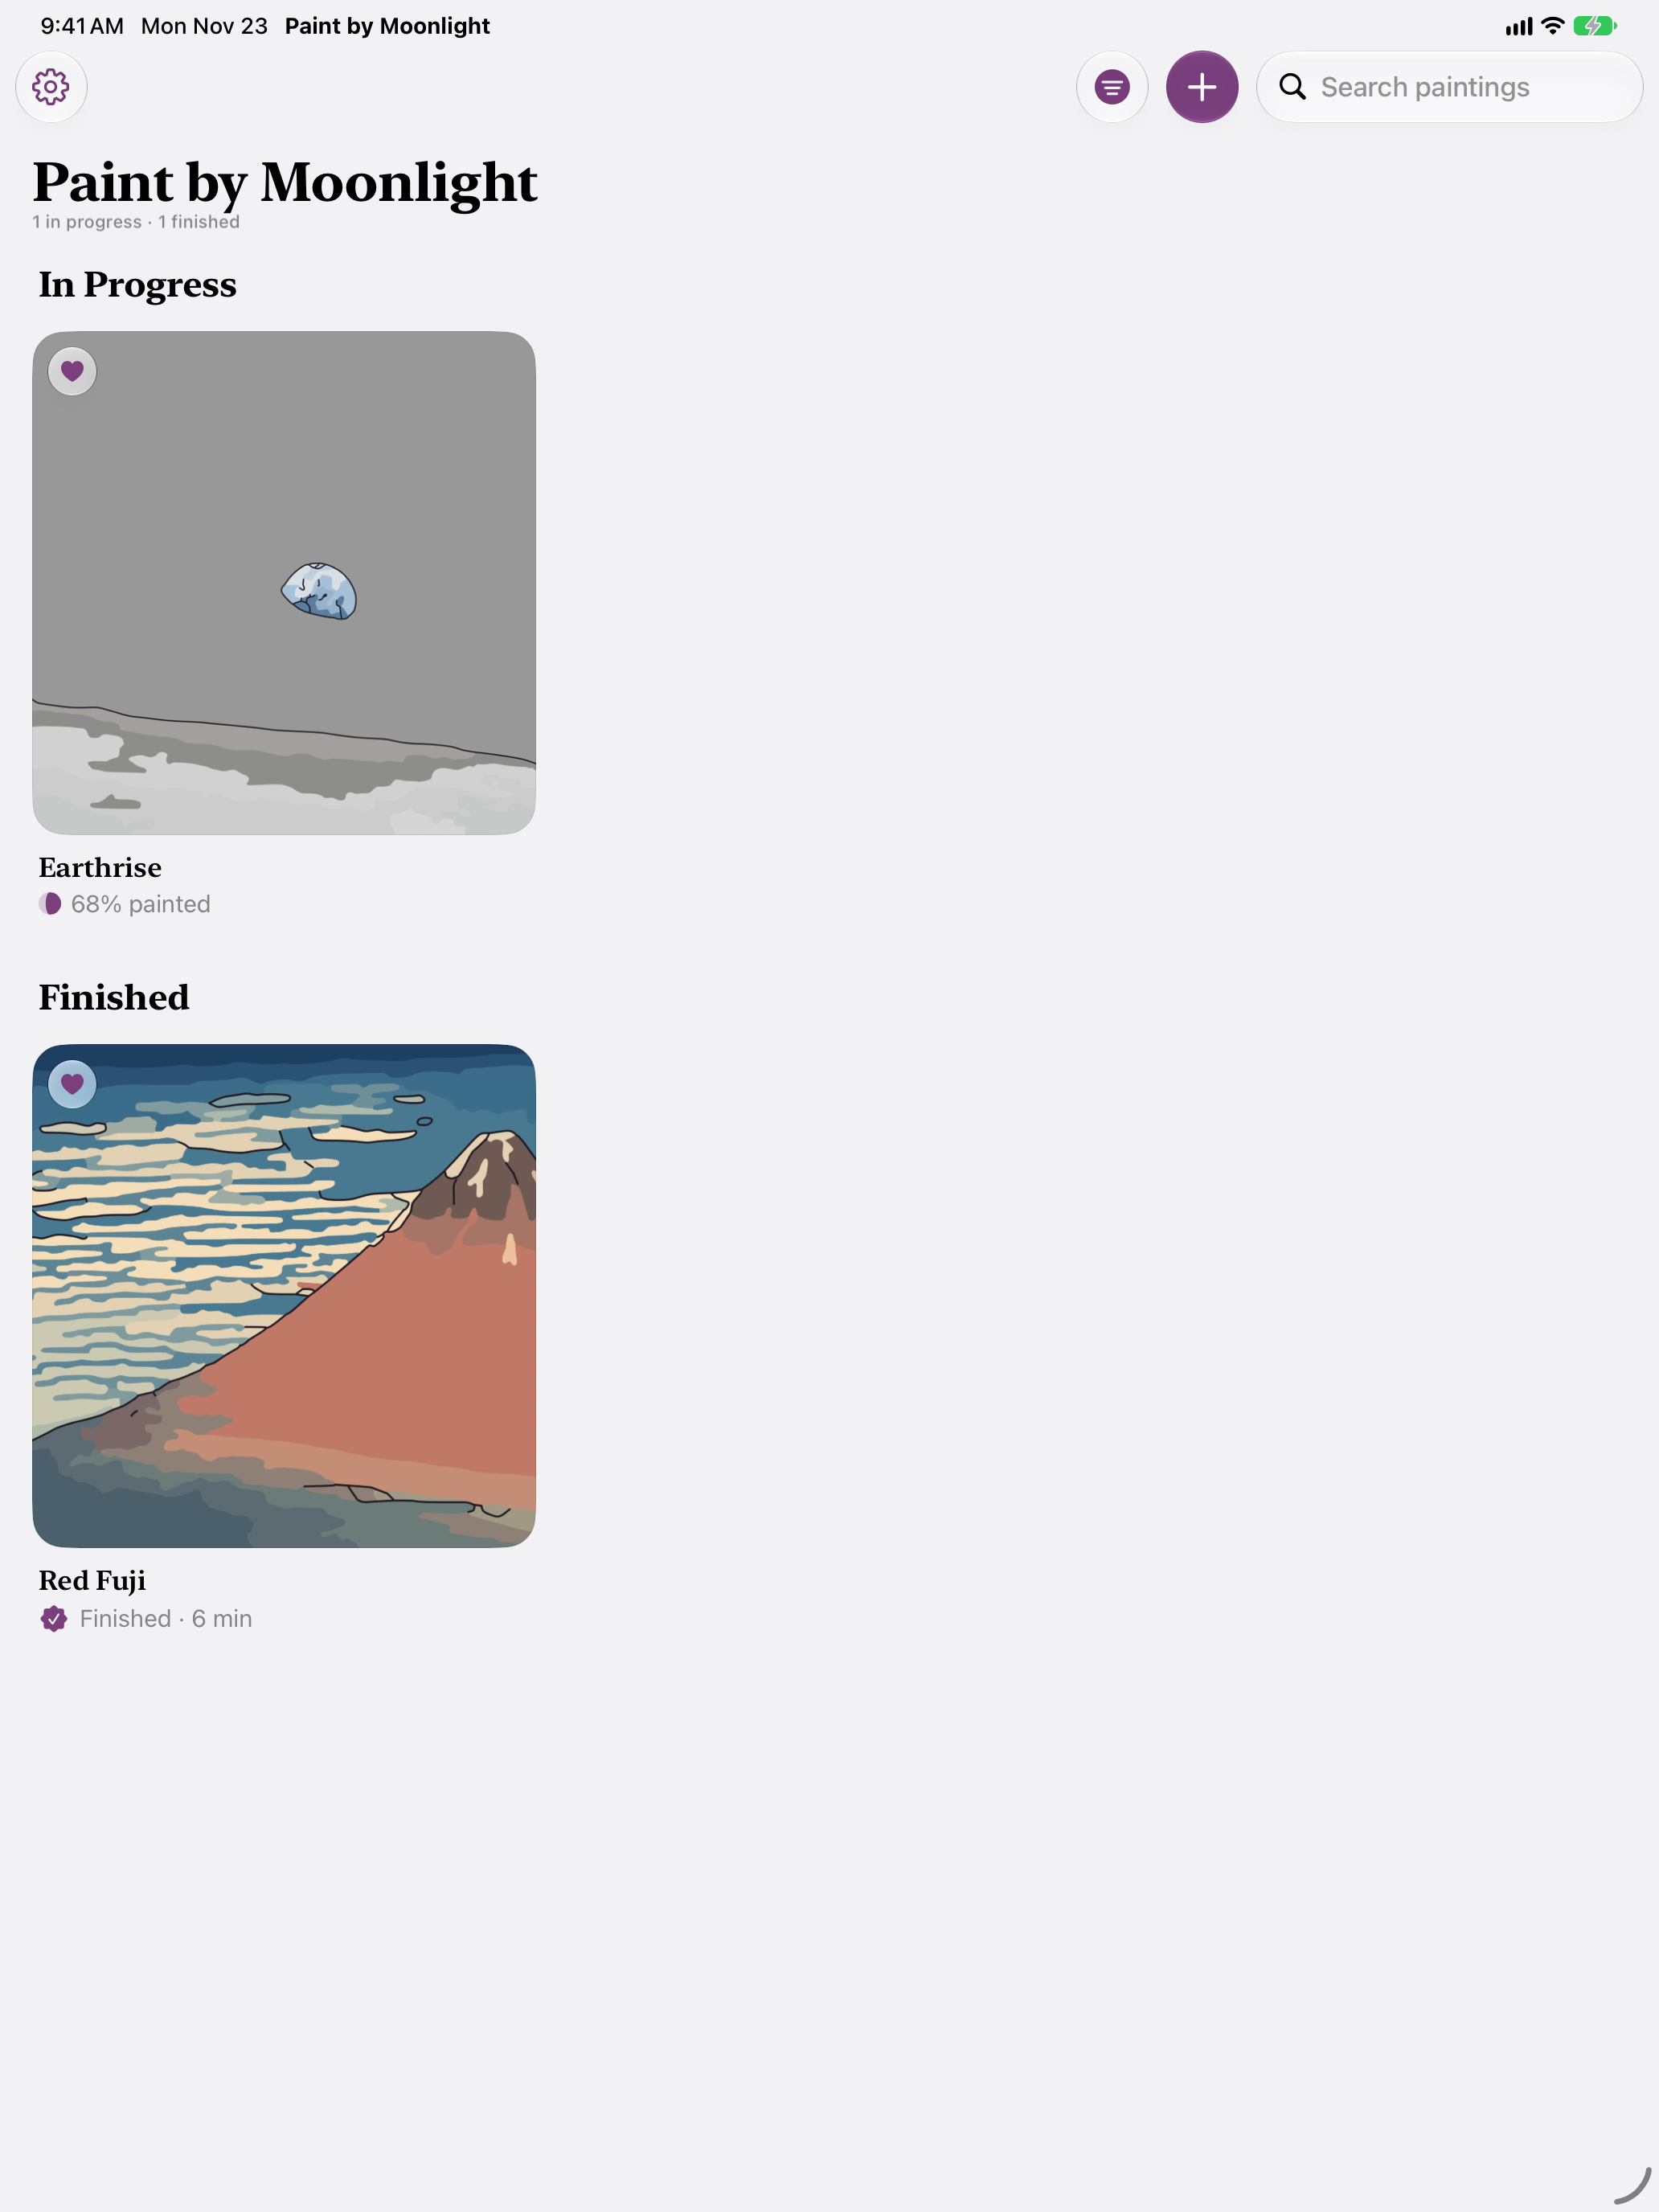 9:41 AM Mon Nov 23 Paint by Moonlight
Search paintings
Paint by Moonlight
1 in progress · 1 finished
In Progress
Earthrise
68% painted
Finished
Red Fuji
Finished · 6 min